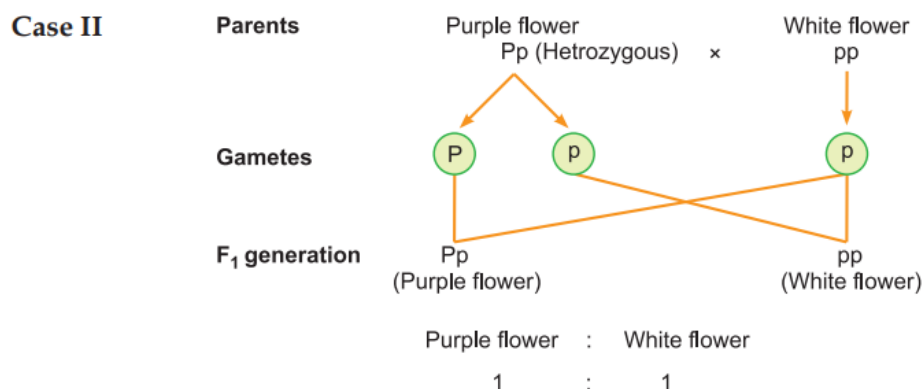 Case II
Parents
Purple flower
White flower
Pp (Hetrozygous) × pp
Gametes
P p p
F₁ generation
Pp pp
(Purple flower) (White flower)
Purple flower : White flower
1 : 1